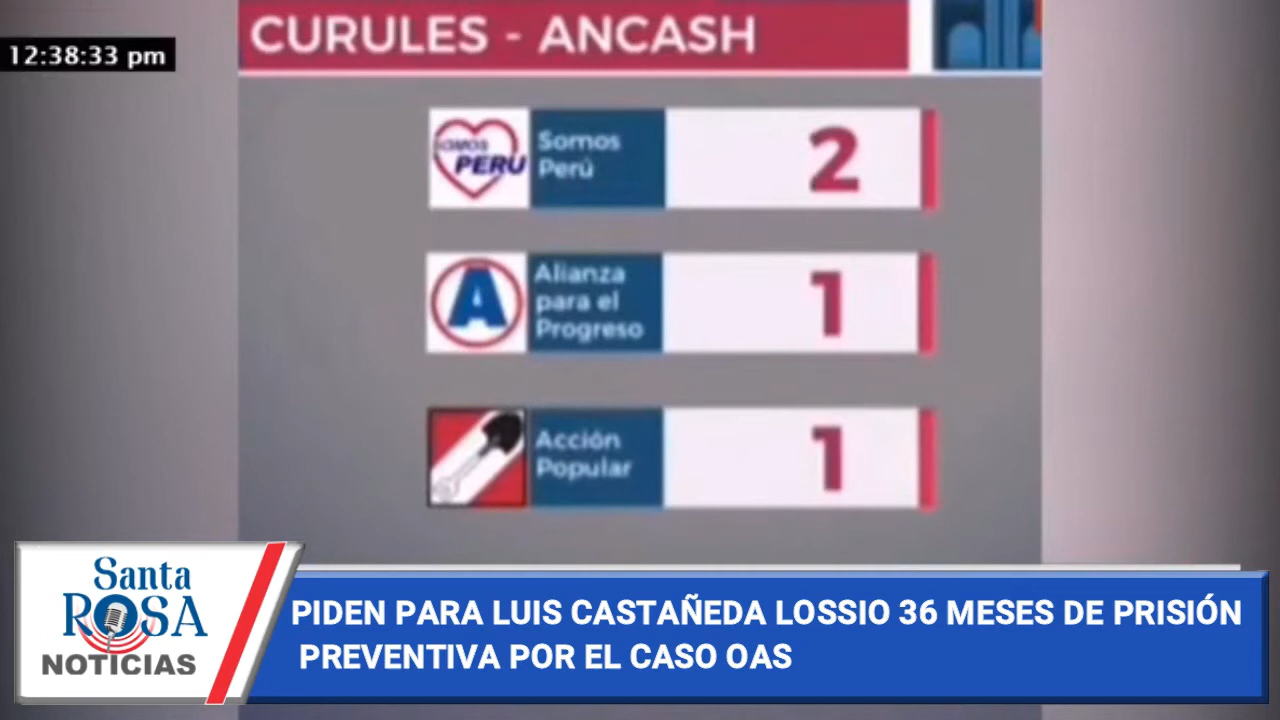 12:38:33 pm
CURULES - ANCASH
SOMOS
PERU
Somos
Perú
2
A
Alianza
para el
Progreso
1
Acción
Popular
1
Santa
ROSA
NOTICIAS
PIDEN PARA LUIS CASTAÑEDA LOSSIO 36 MESES DE PRISIÓN
PREVENTIVA POR EL CASO OAS